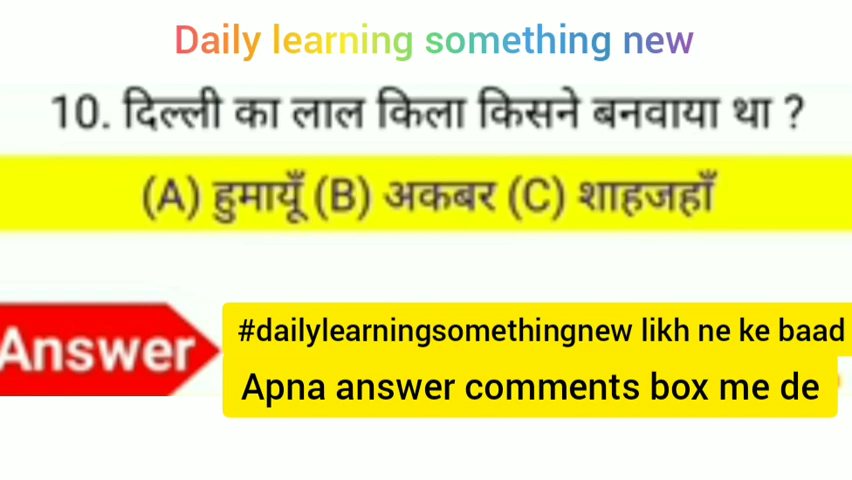 Daily learning something new
10. दिल्ली का लाल किला किसने बनवाया था ?
(A) हुमायूँ (B) अकबर (C) शाहजहाँ
Answer
#dailylearningsomethingnew likh ne ke baad
Apna answer comments box me de